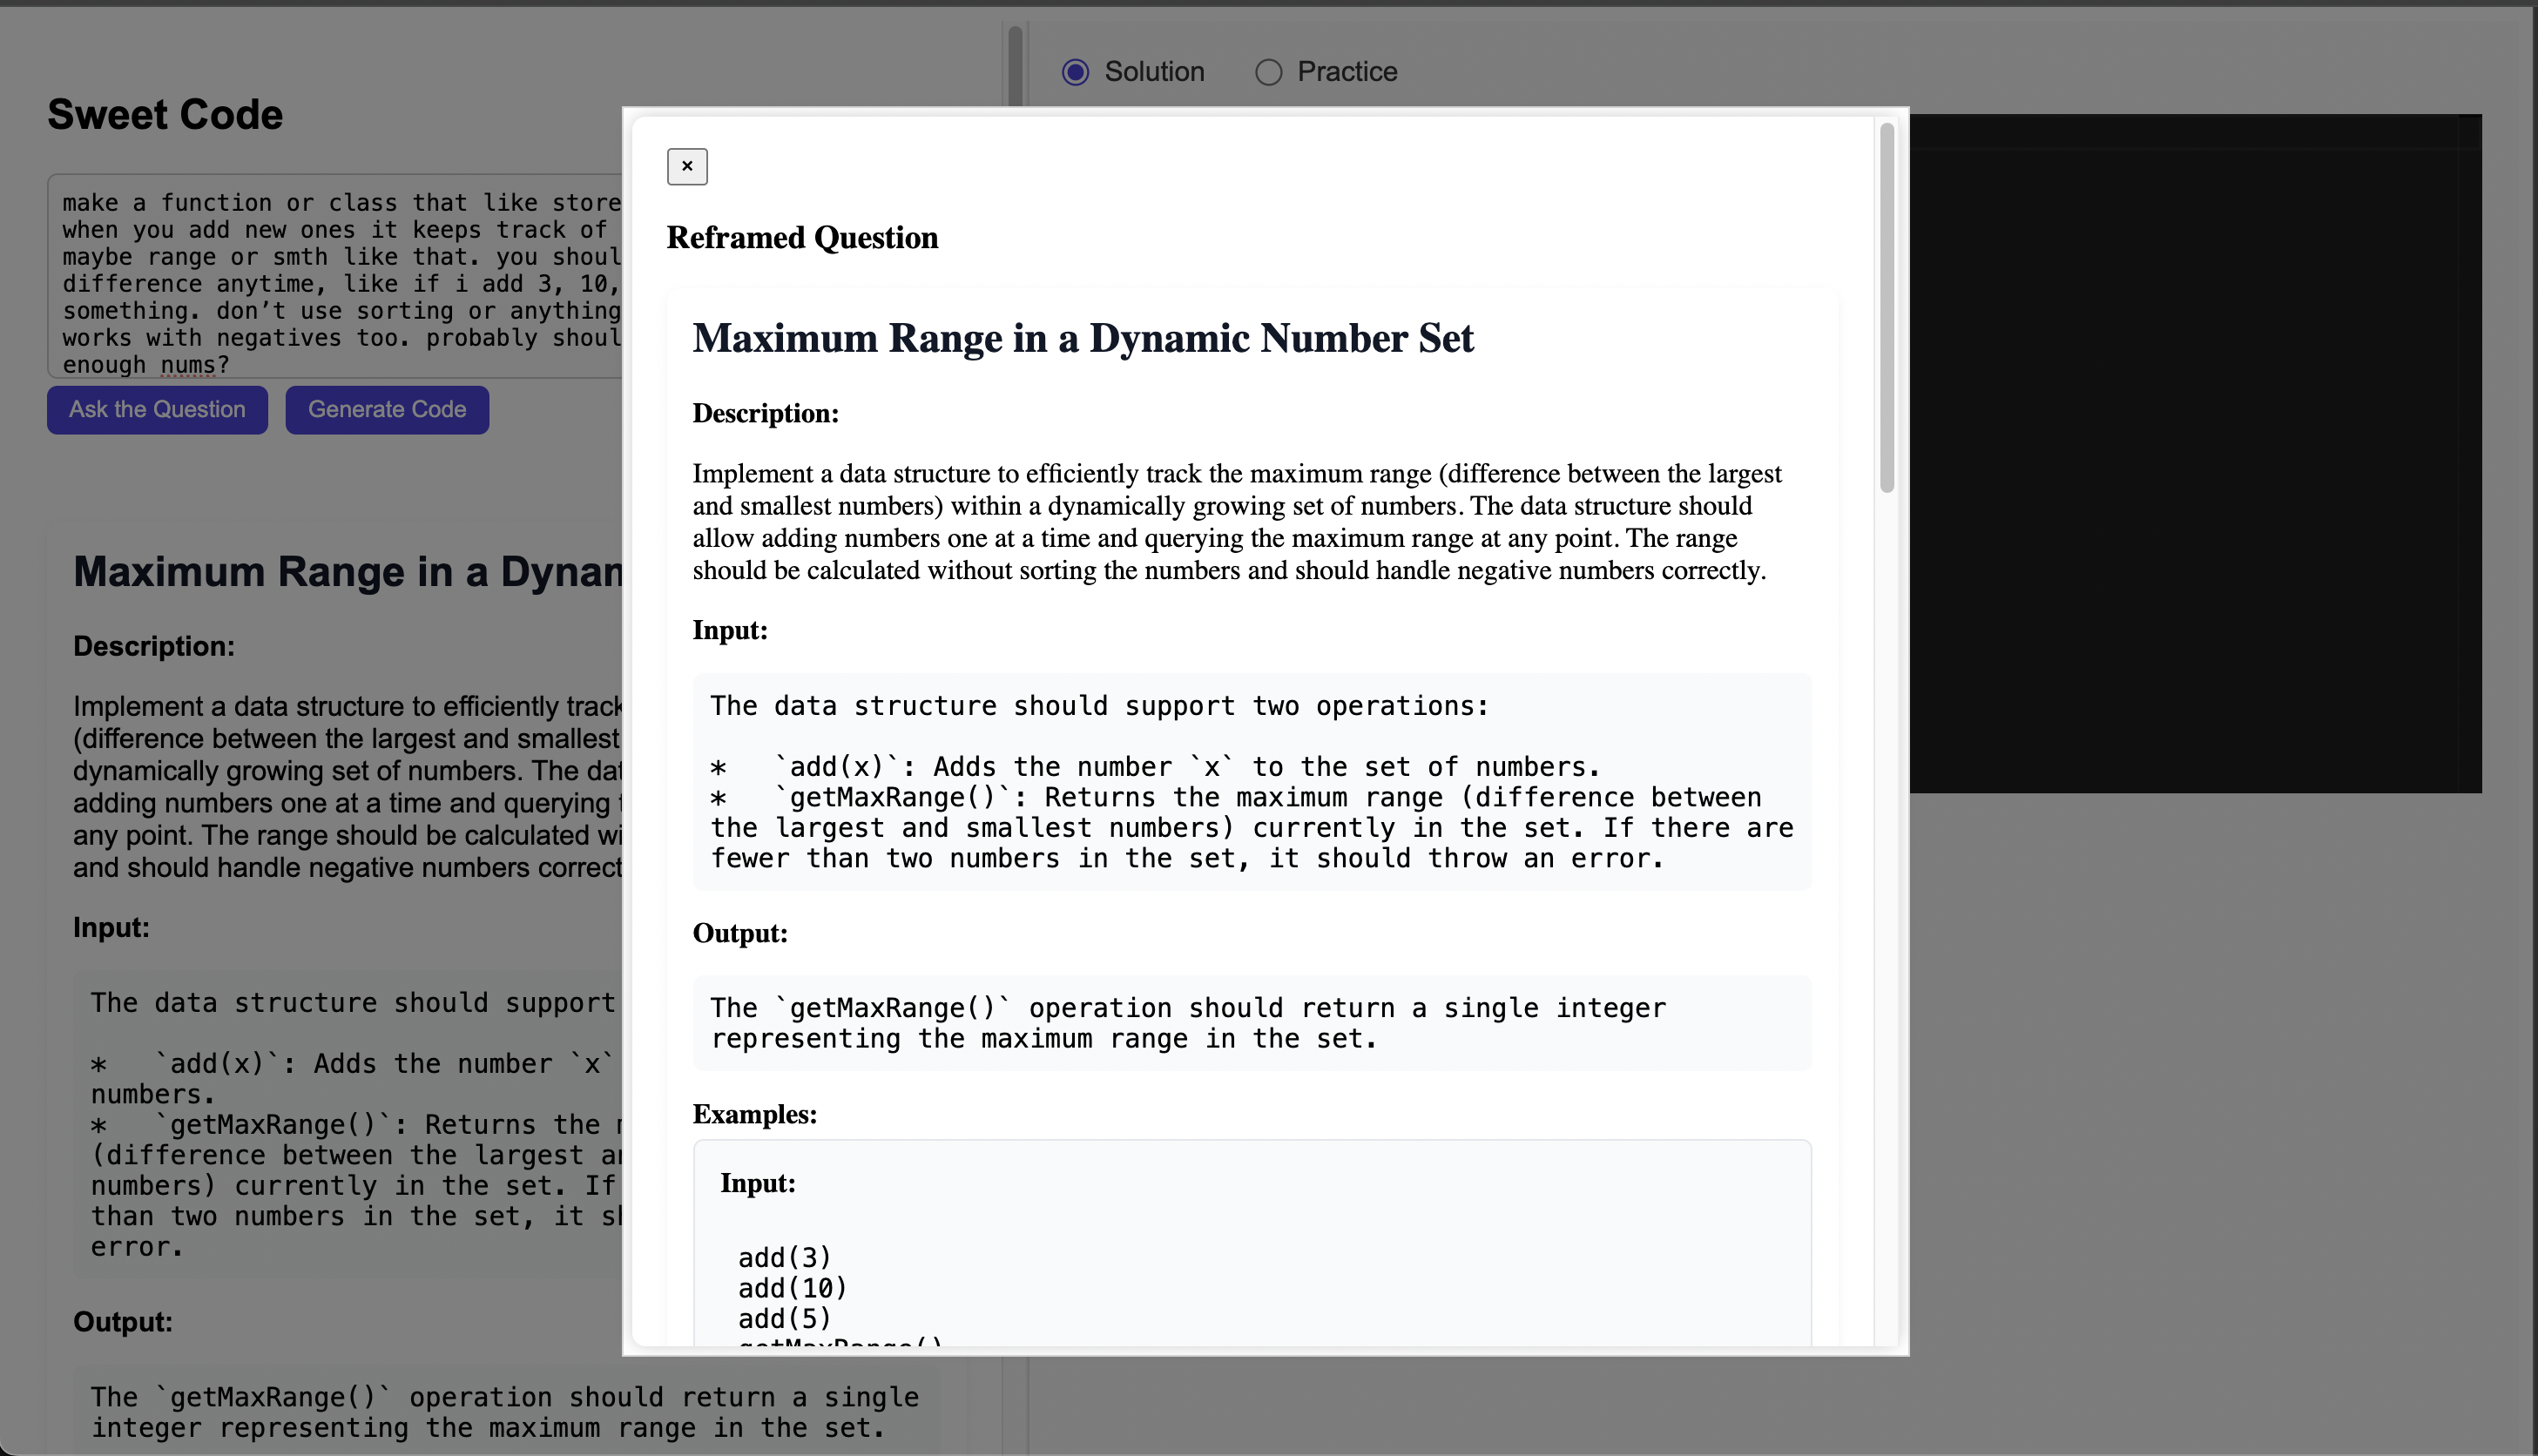 Solution
Practice
Sweet Code
make a function or class that like store
when you add new ones it keeps track of
maybe range or smth like that. you shoul
difference anytime, like if i add 3, 10,
something. don’t use sorting or anything
works with negatives too. probably shoul
enough nums?
Ask the Question
Generate Code
Maximum Range in a Dynam
Description:
Implement a data structure to efficiently track
(difference between the largest and smallest
dynamically growing set of numbers. The dat
adding numbers one at a time and querying
any point. The range should be calculated wi
and should handle negative numbers correct
Input:
The data structure should support
*   `add(x)`: Adds the number `x`
numbers.
*   `getMaxRange()`: Returns the
(difference between the largest a
numbers) currently in the set. If
than two numbers in the set, it s
error.
Output:
The `getMaxRange()` operation should return a single
integer representing the maximum range in the set.
×
Reframed Question
Maximum Range in a Dynamic Number Set
Description:
Implement a data structure to efficiently track the maximum range (difference between the largest
and smallest numbers) within a dynamically growing set of numbers. The data structure should
allow adding numbers one at a time and querying the maximum range at any point. The range
should be calculated without sorting the numbers and should handle negative numbers correctly.
Input:
The data structure should support two operations:
*   `add(x)`: Adds the number `x` to the set of numbers.
*   `getMaxRange()`: Returns the maximum range (difference between
the largest and smallest numbers) currently in the set. If there are
fewer than two numbers in the set, it should throw an error.
Output:
The `getMaxRange()` operation should return a single integer
representing the maximum range in the set.
Examples:
Input:
add(3)
add(10)
add(5)
getMaxRange()